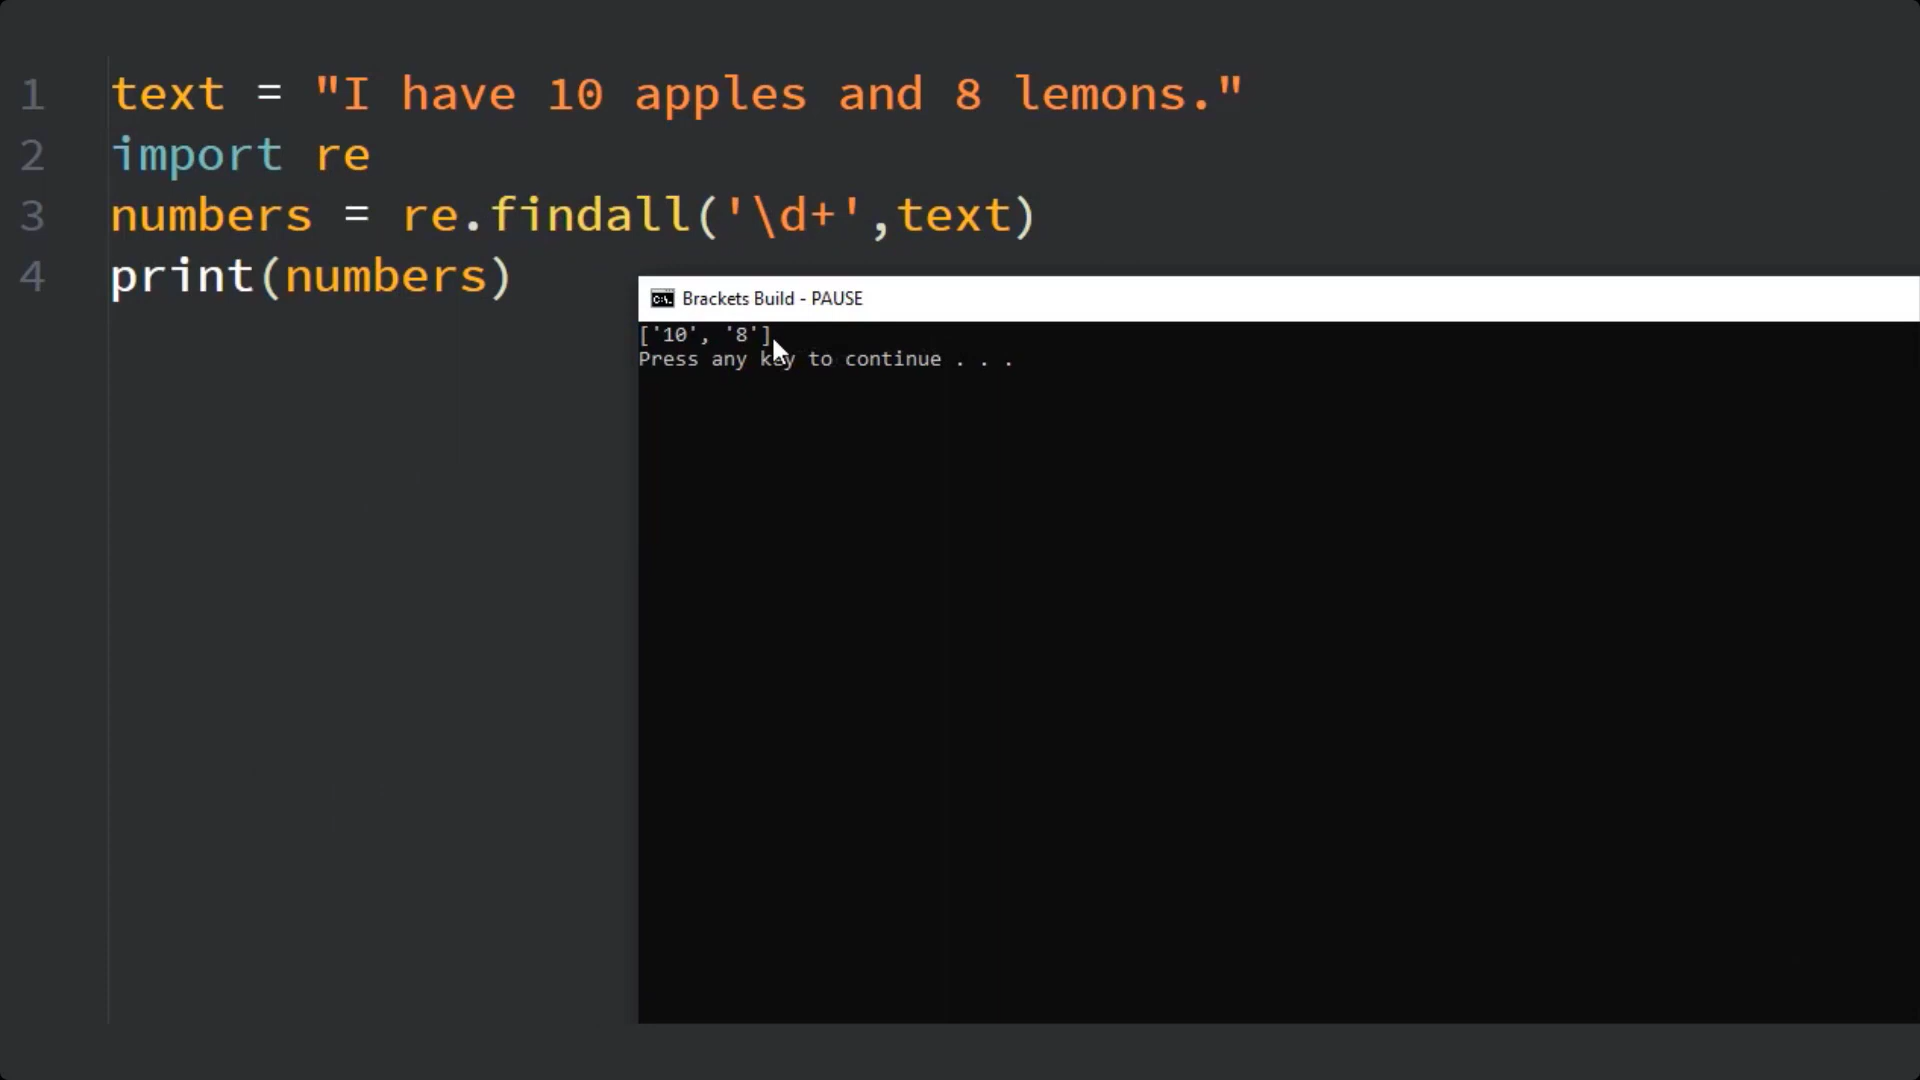 1 text = "I have 10 apples and 8 lemons."
2 import re
3 numbers = re.findall('\d+',text)
4 print(numbers)
Brackets Build - PAUSE
['10', '8']
Press any key to continue . . .